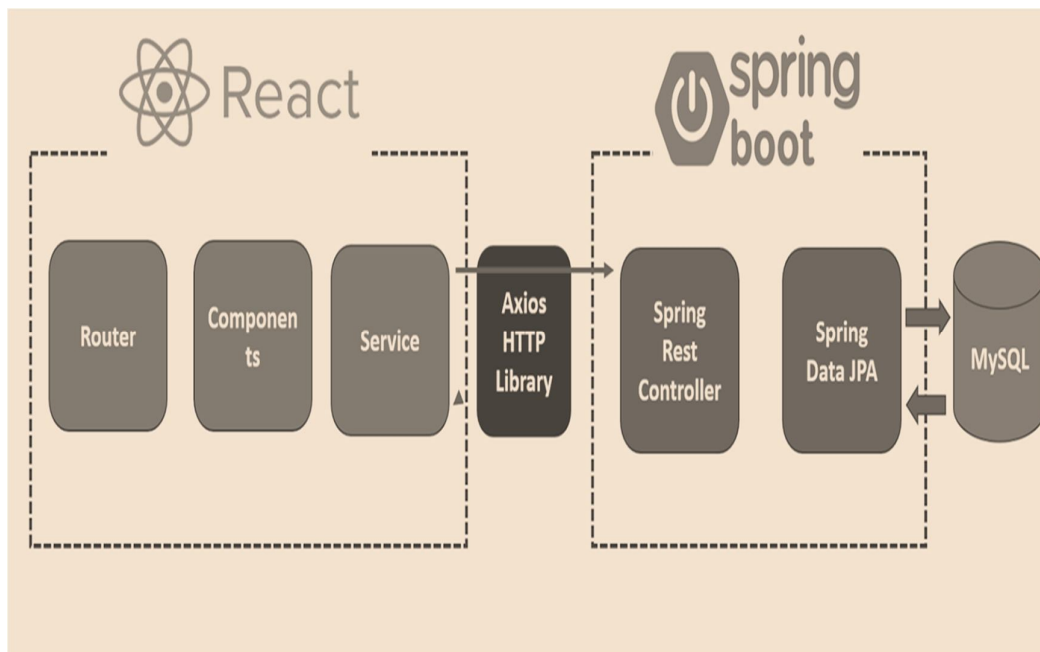 React
spring
boot
Router
Componen
ts
Service
Axios
HTTP
Library
Spring
Rest
Controller
Spring
Data JPA
MySQL